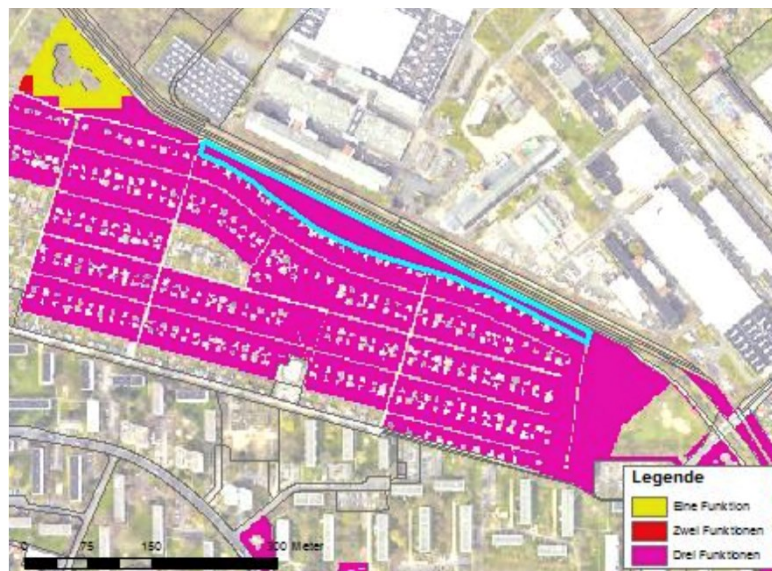 0 75 150 300 Meter
Legende
Eine Funktion
Zwei Funktionen
Drei Funktionen